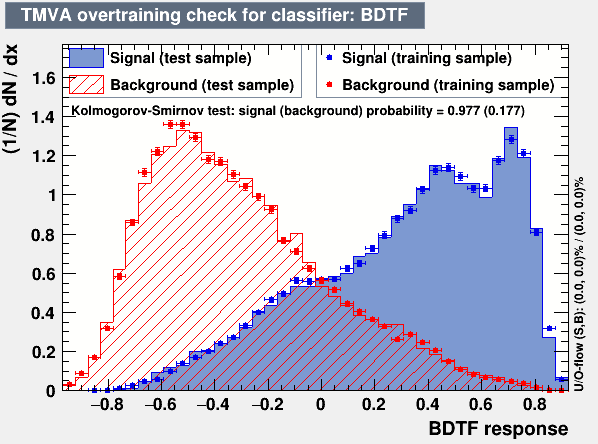 TMVA overtraining check for classifier: BDTF
(1/N) dN / dx
Signal (test sample)
Background (test sample)
Signal (training sample)
Background (training sample)
Kolmogorov-Smirnov test: signal (background) probability = 0.977 (0.177)
1.6
1.4
1.2
1
0.8
0.6
0.4
0.2
0
-0.8 -0.6 -0.4 -0.2 0 0.2 0.4 0.6 0.8
BDTF response
U/O-flow (S,B): (0.0, 0.0)% / (0.0, 0.0)%